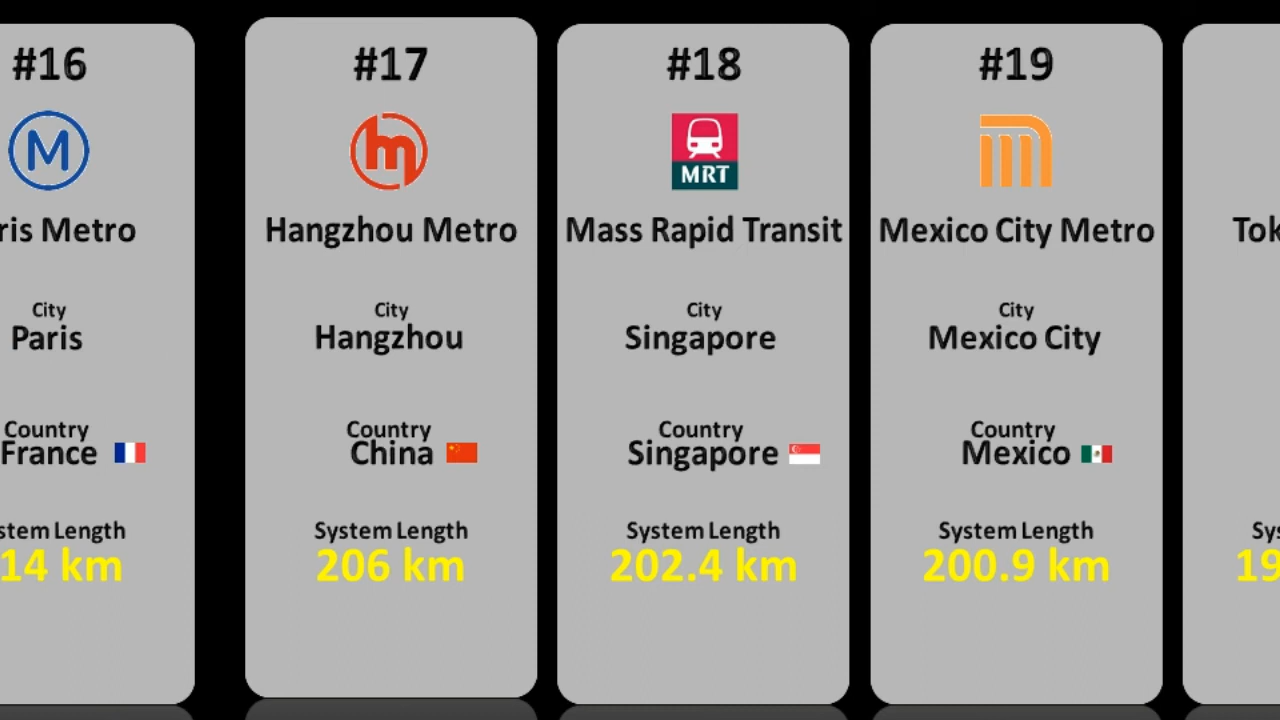 #16
M
ris Metro
City
Paris
Country
France
stem Length
14 km
#17
m
Hangzhou Metro
City
Hangzhou
Country
China
System Length
206 km
#18
MRT
Mass Rapid Transit
City
Singapore
Country
Singapore
System Length
202.4 km
#19
Mexico City Metro
City
Mexico City
Country
Mexico
System Length
200.9 km
Tok
Sys
19